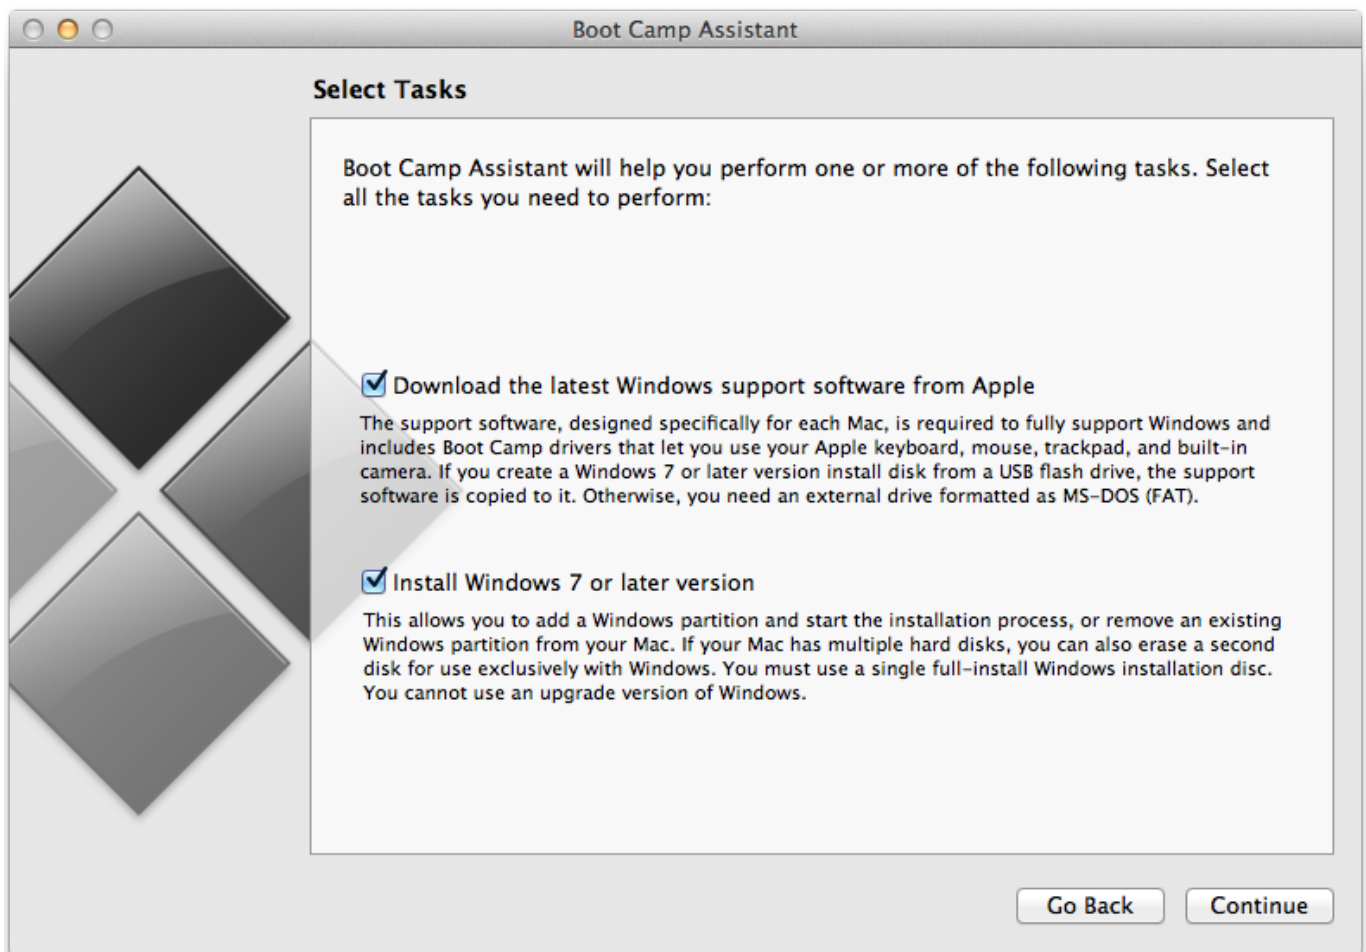 Boot Camp Assistant
Select Tasks
Boot Camp Assistant will help you perform one or more of the following tasks. Select
all the tasks you need to perform:
Download the latest Windows support software from Apple
The support software, designed specifically for each Mac, is required to fully support Windows and
includes Boot Camp drivers that let you use your Apple keyboard, mouse, trackpad, and built-in
camera. If you create a Windows 7 or later version install disk from a USB flash drive, the support
software is copied to it. Otherwise, you need an external drive formatted as MS-DOS (FAT).
Install Windows 7 or later version
This allows you to add a Windows partition and start the installation process, or remove an existing
Windows partition from your Mac. If your Mac has multiple hard disks, you can also erase a second
disk for use exclusively with Windows. You must use a single full-install Windows installation disc.
You cannot use an upgrade version of Windows.
Go Back Continue